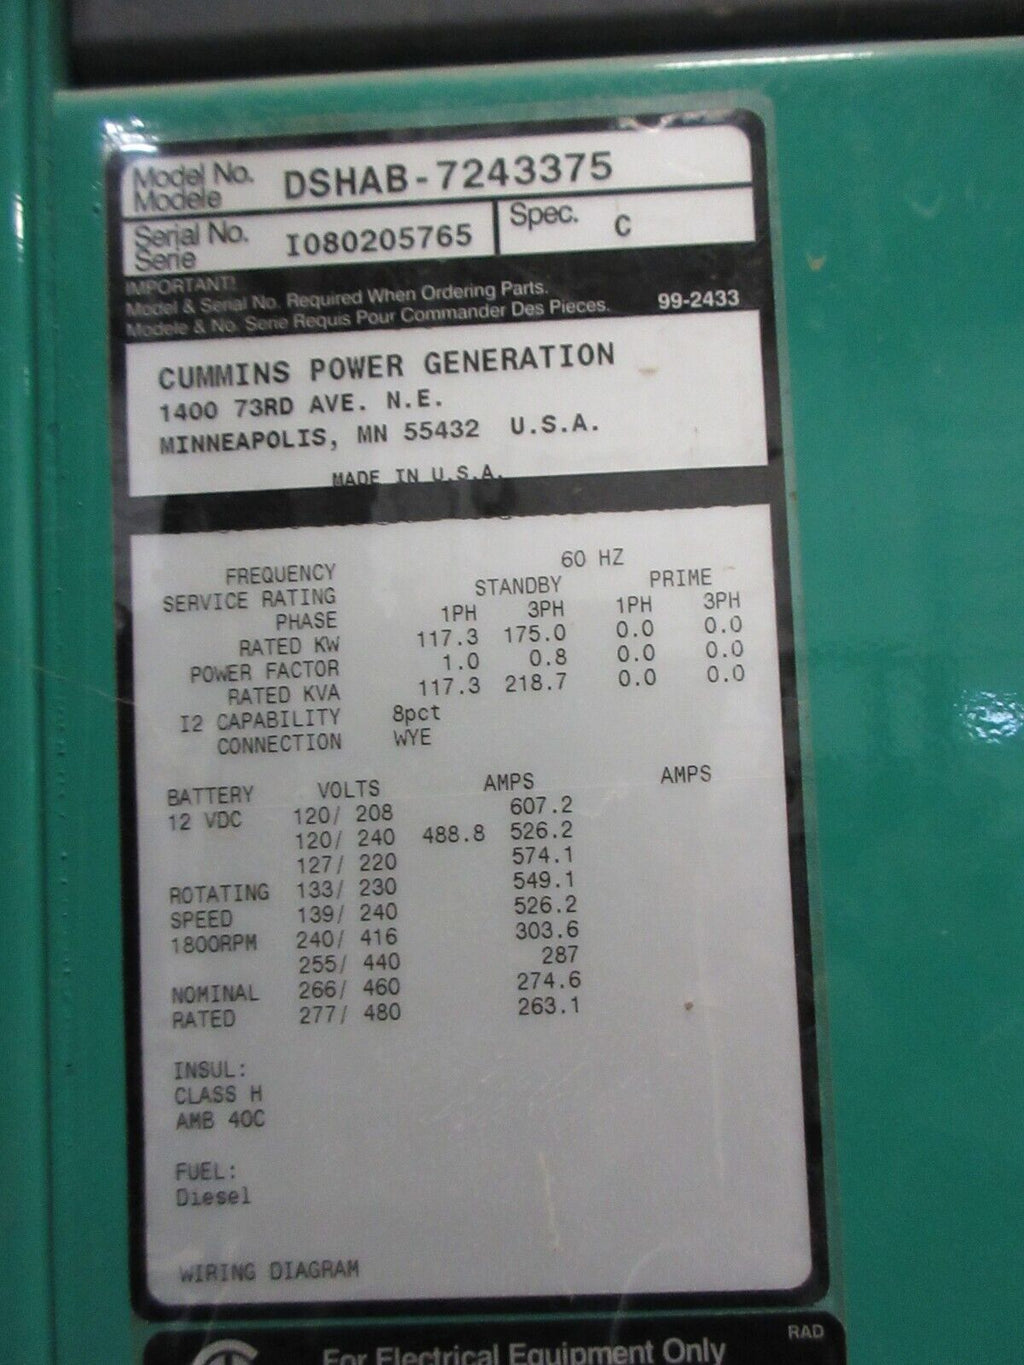 Model No. DSHAB-7243375
Modele
Serial No. I080205765 Spec. C
Serie
IMPORTANT!
Model & Serial No. Required When Ordering Parts.
Modele & No. Serie Requis Pour Commander Des Pieces. 99-2433
CUMMINS POWER GENERATION
1400 73RD AVE. N.E.
MINNEAPOLIS, MN 55432 U.S.A.
MADE IN U.S.A.
FREQUENCY 60 HZ
SERVICE RATING STANDBY PRIME
PHASE 1PH 3PH 1PH 3PH
RATED KW 117.3 175.0 0.0 0.0
POWER FACTOR 1.0 0.8 0.0 0.0
RATED KVA 117.3 218.7 0.0 0.0
I2 CAPABILITY 8pct
CONNECTION WYE
BATTERY VOLTS AMPS AMPS
12 VDC 120/ 208 607.2
120/ 240 488.8 526.2
127/ 220 574.1
ROTATING 133/ 230 549.1
SPEED 139/ 240 526.2
1800RPM 240/ 416 303.6
255/ 440 287
NOMINAL 266/ 460 274.6
RATED 277/ 480 263.1
INSUL:
CLASS H
AMB 40C
FUEL:
Diesel
WIRING DIAGRAM
RAD
For Electrical Equipment Only